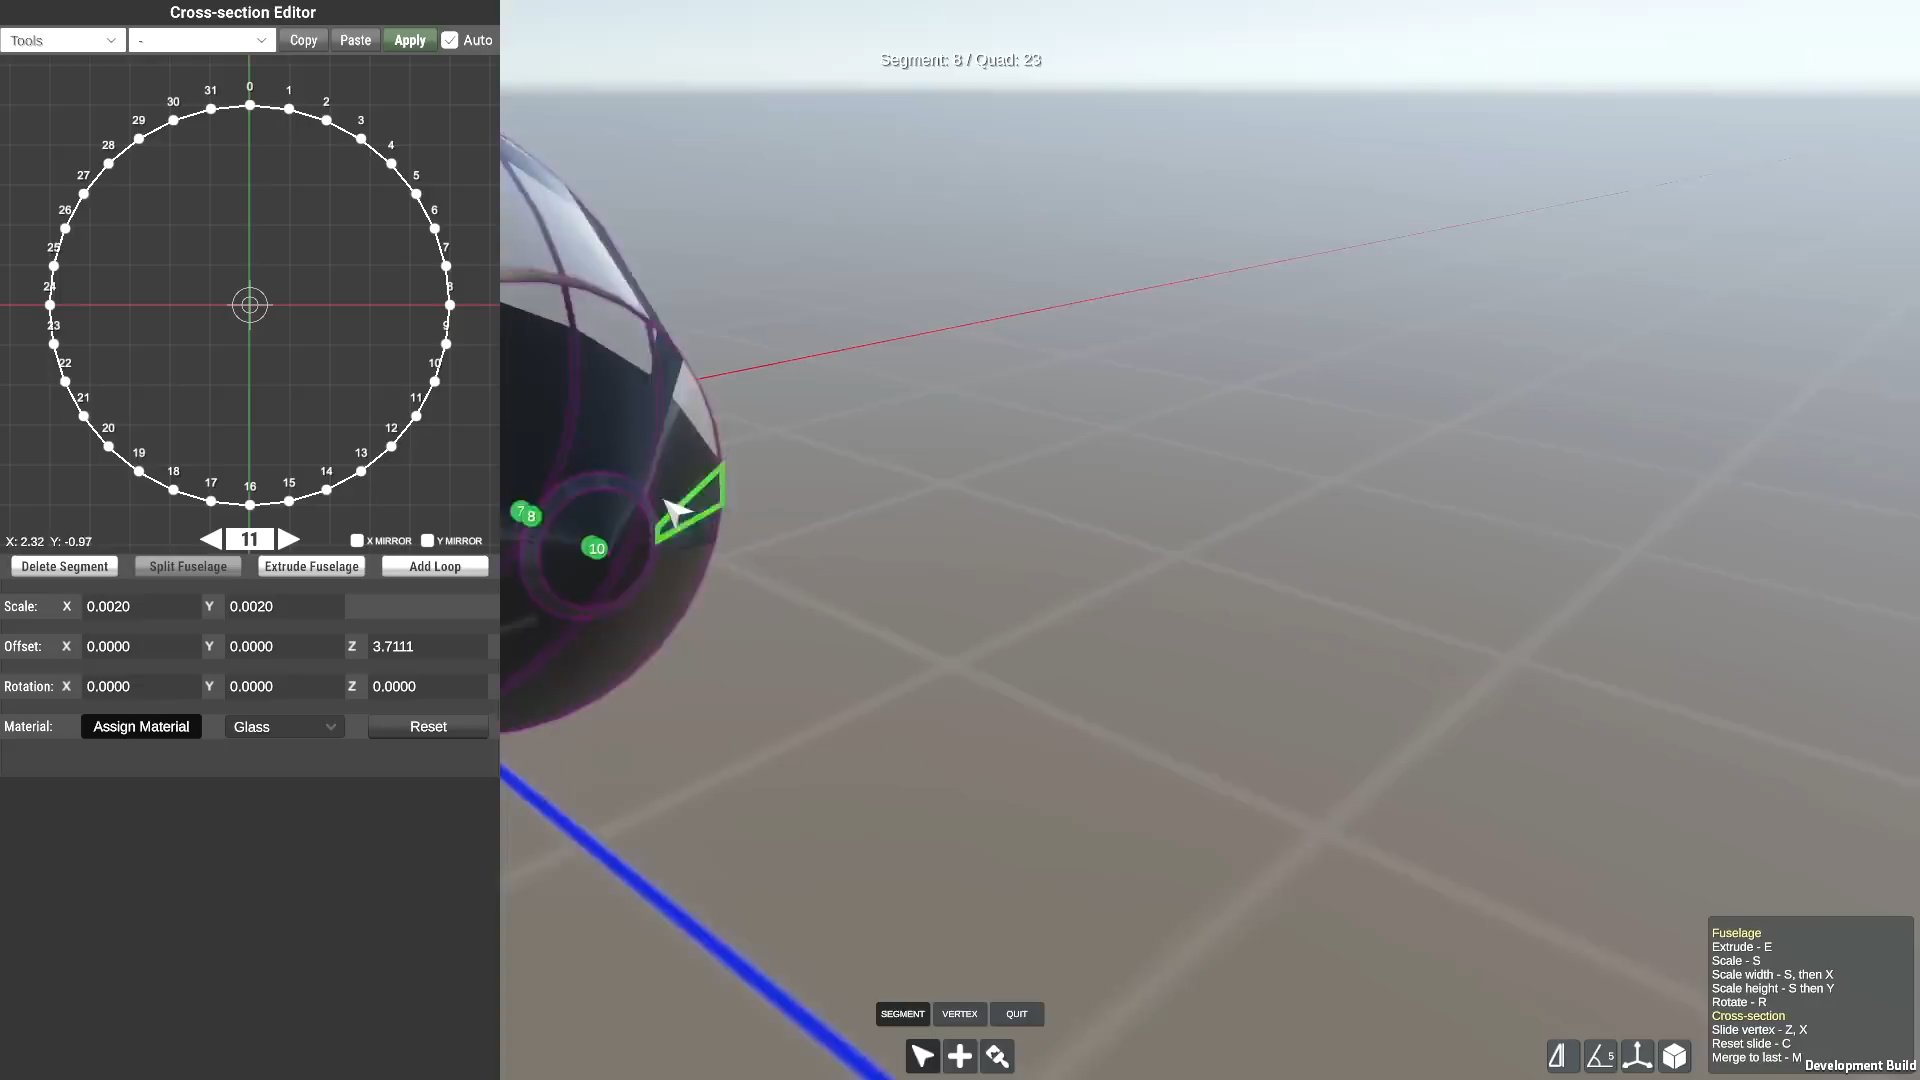 Cross-section Editor
Tools
-
Copy
Paste
Apply
Auto
Segment: 8 / Quad: 23
0
31
1
30
2
29
3
28
4
27
5
26
6
25
7
24
8
23
9
22
10
21
11
20
12
19
13
18
14
17
16
15
7
8
10
X: 2.32 Y: -0.97
11
X MIRROR
Y MIRROR
Delete Segment
Split Fuselage
Extrude Fuselage
Add Loop
Scale: X 0.0020 Y 0.0020
Offset: X 0.0000 Y 0.0000 Z 3.7111
Rotation: X 0.0000 Y 0.0000 Z 0.0000
Material: Assign Material Glass Reset
SEGMENT
VERTEX
QUIT
Fuselage
Extrude - E
Scale - S
Scale width - S, then X
Scale height - S then Y
Rotate - R
Cross-section
Slide vertex - Z, X
Reset slide - C
Merge to last - M
5
Development Build